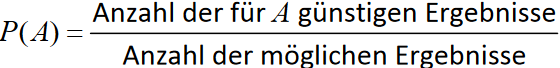 P(A) = Anzahl der für A günstigen Ergebnisse
Anzahl der möglichen Ergebnisse